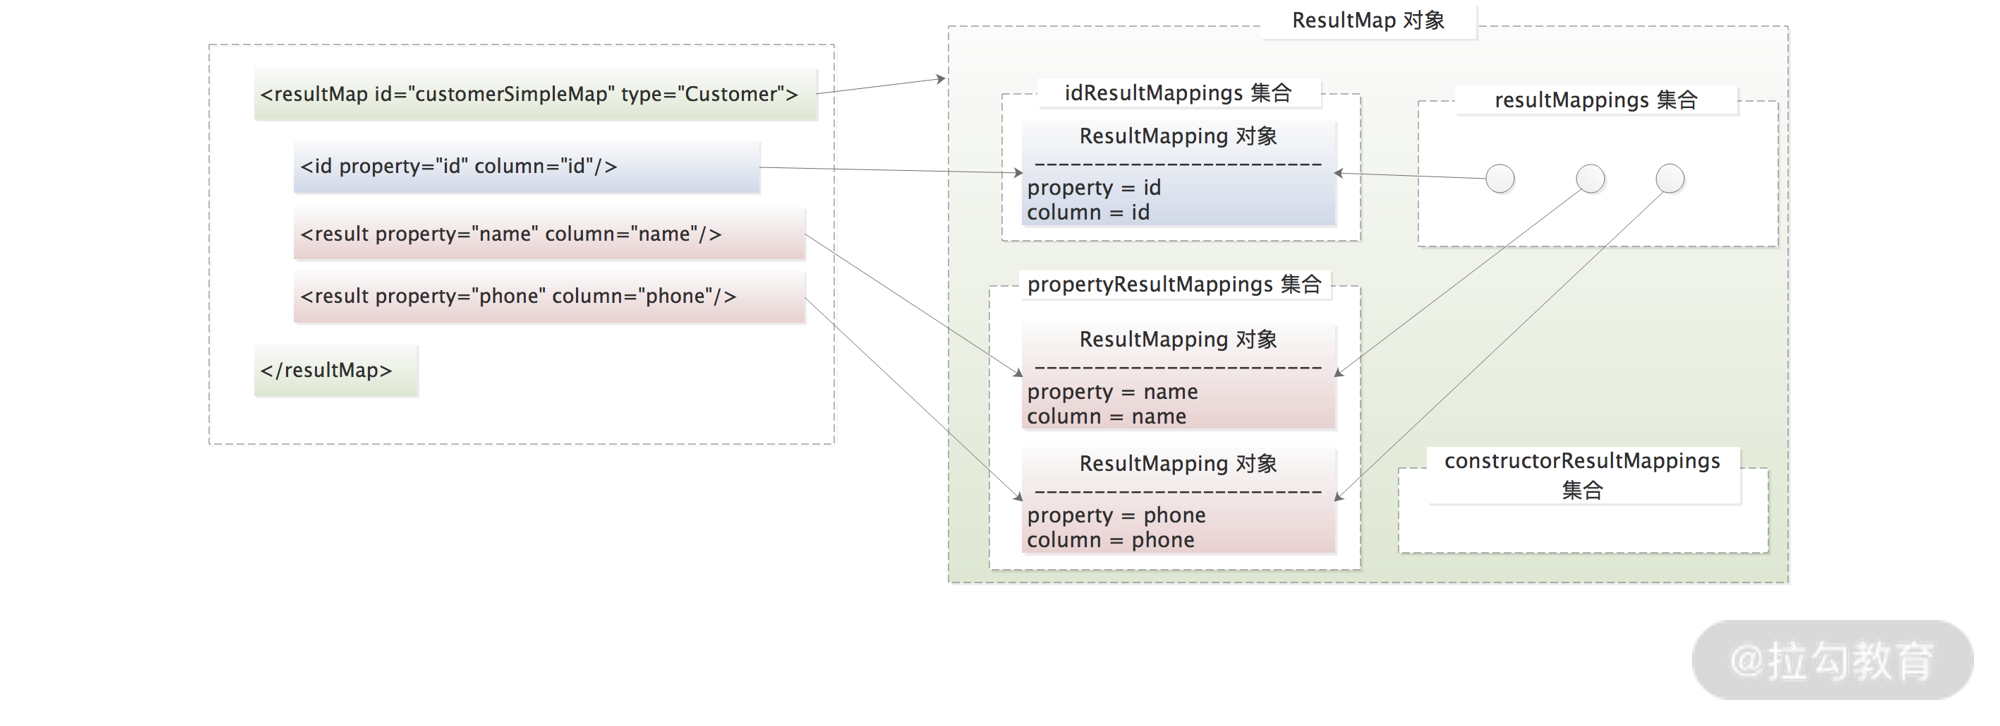 <resultMap id="customerSimpleMap" type="Customer">
<id property="id" column="id"/>
<result property="name" column="name"/>
<result property="phone" column="phone"/>
</resultMap>
ResultMap 对象
idResultMappings 集合
ResultMapping 对象
property = id
column = id
propertyResultMappings 集合
ResultMapping 对象
property = name
column = name
ResultMapping 对象
property = phone
column = phone
resultMappings 集合
constructorResultMappings
集合
@拉勾教育